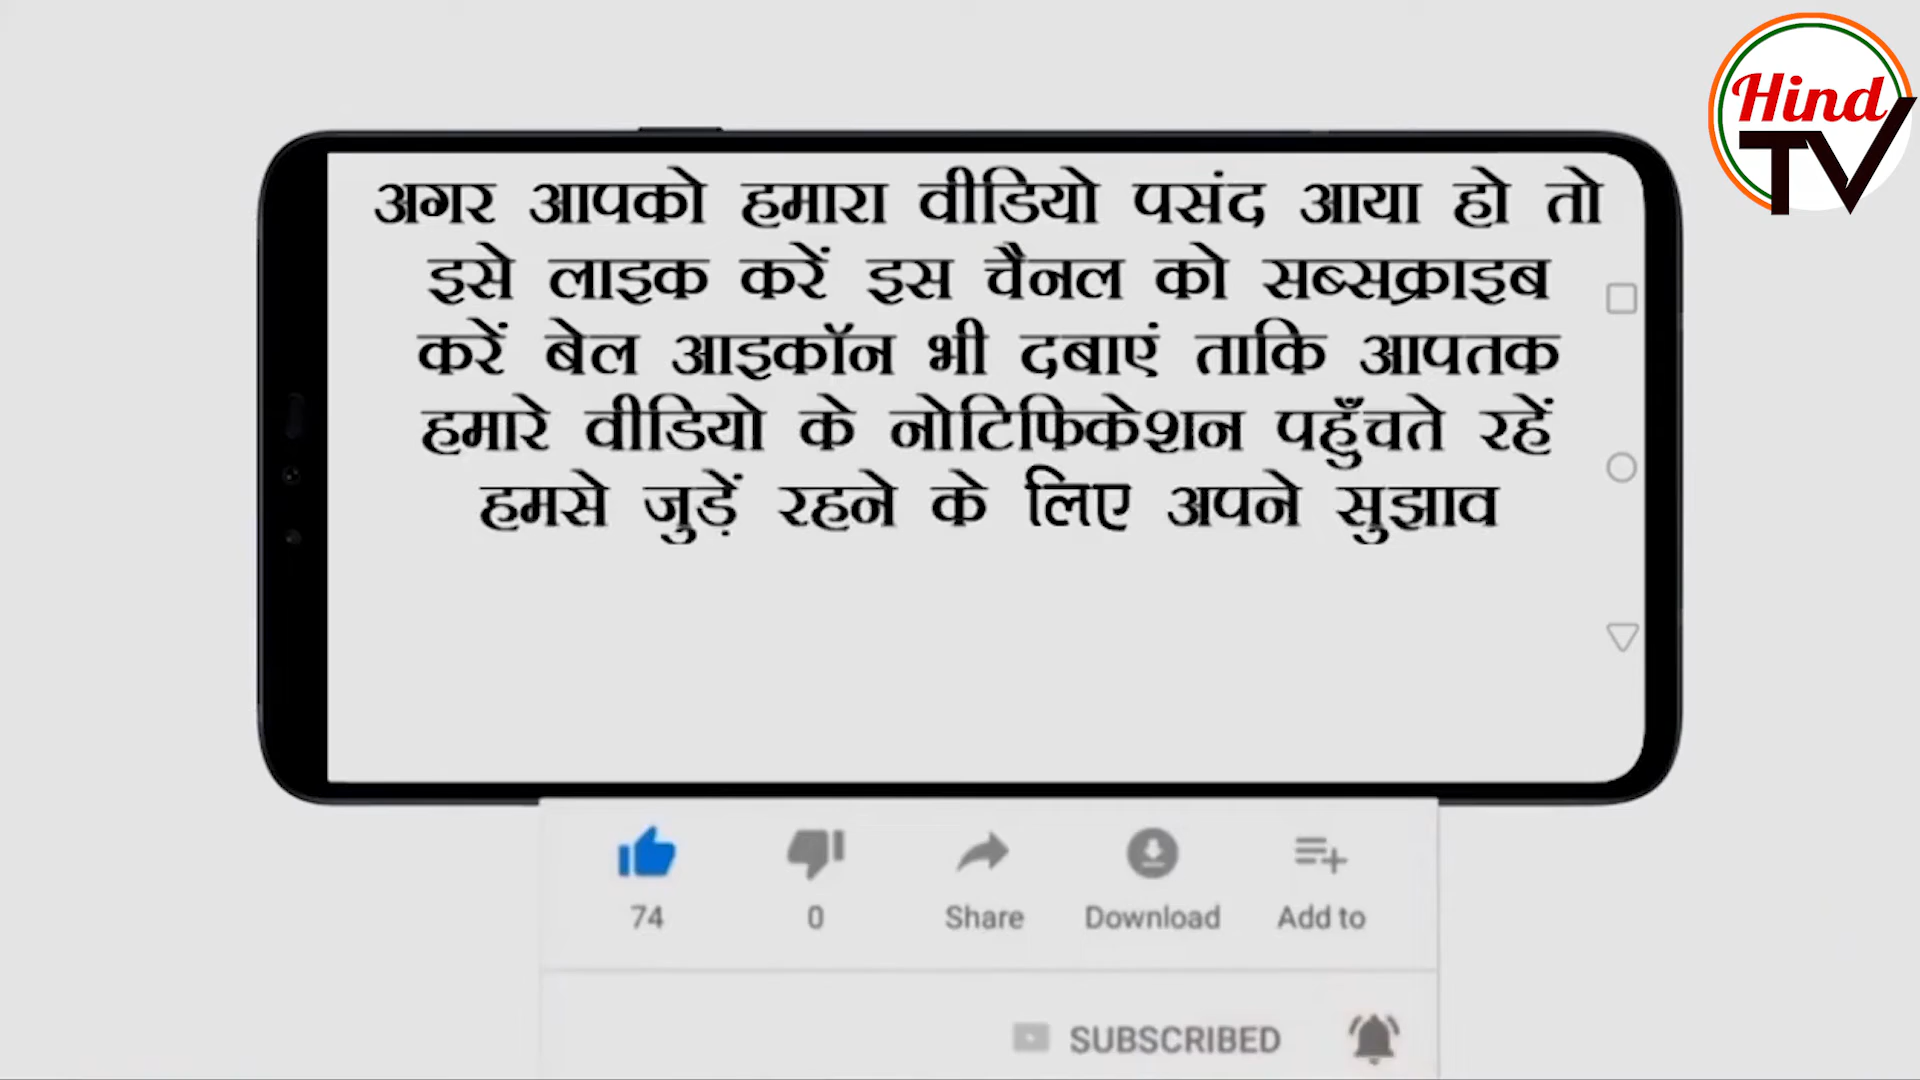 Hind
TV
अगर आपको हमारा वीडियो पसंद आया हो तो
इसे लाइक करें इस चैनल को सब्सक्राइब
करें बेल आइकॉन भी दबाएं ताकि आपतक
हमारे वीडियो के नोटिफिकेशन पहुँचते रहें
हमसे जुड़ें रहने के लिए अपने सुझाव
74 0 Share Download Add to
SUBSCRIBED